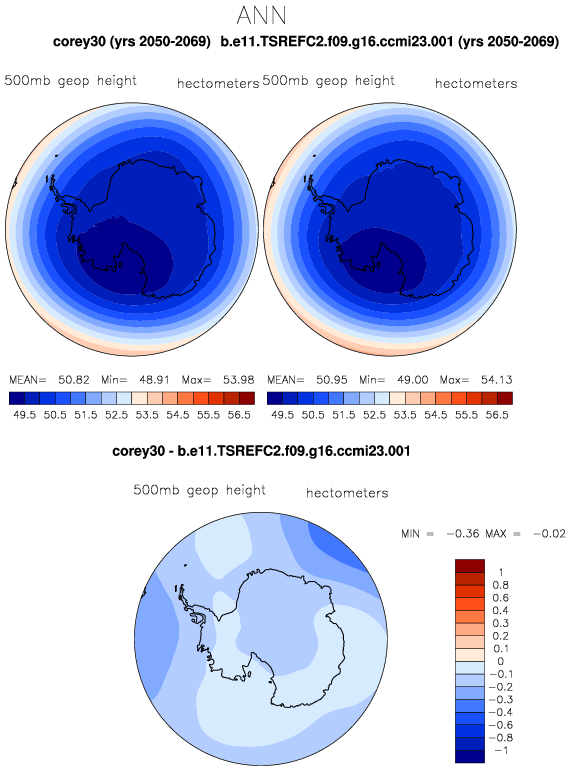 ANN
corey30 (yrs 2050-2069) b.e11.TSREFC2.f09.g16.ccmi23.001 (yrs 2050-2069)
500mb geop height hectometers 500mb geop height hectometers
MEAN= 50.82 Min= 48.91 Max= 53.98 MEAN= 50.95 Min= 49.00 Max= 54.13
49.5 50.5 51.5 52.5 53.5 54.5 55.5 56.5 49.5 50.5 51.5 52.5 53.5 54.5 55.5 56.5
corey30 - b.e11.TSREFC2.f09.g16.ccmi23.001
500mb geop height hectometers
MIN = -0.36 MAX = -0.02
1
0.8
0.6
0.4
0.3
0.2
0.1
0
-0.1
-0.2
-0.3
-0.4
-0.6
-0.8
-1